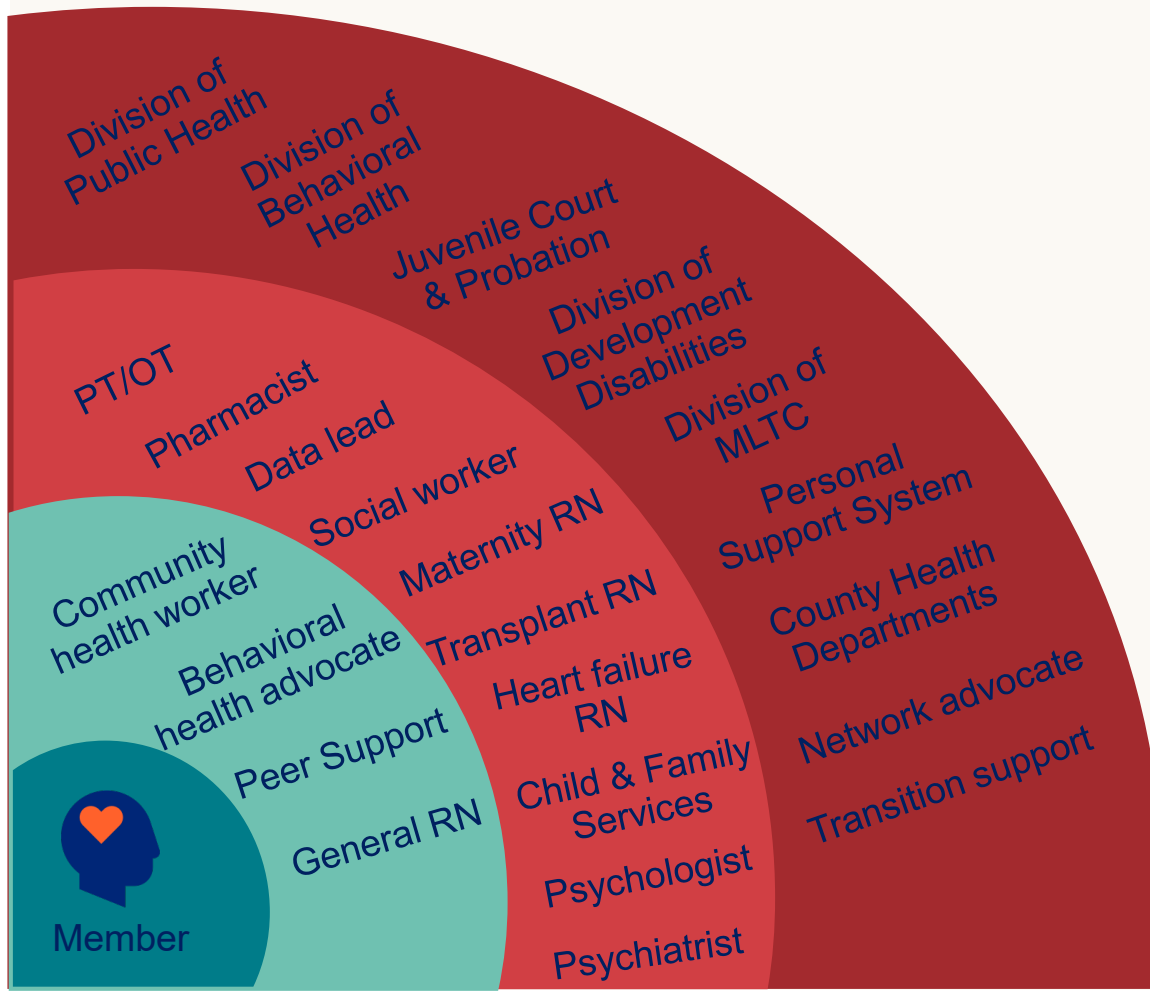 Division of
Public Health
Division of
Behavioral
Health
Juvenile Court
& Probation
Division of
Development
Disabilities
Division of
MLTC
Personal
Support System
County Health
Departments
Network advocate
Transition support
PT/OT
Pharmacist
Data lead
Social worker
Maternity RN
Transplant RN
Heart failure
RN
Child & Family
Services
Psychologist
Psychiatrist
Community
health worker
Behavioral
health advocate
Peer Support
General RN
Member